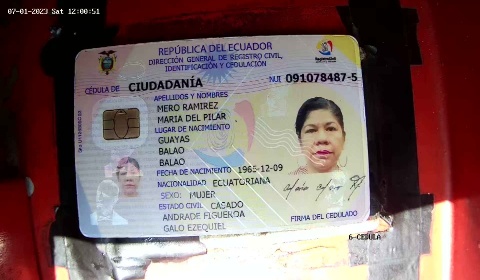 07-01-2023 Sat 12:00:51
REPÚBLICA DEL ECUADOR
DIRECCIÓN GENERAL DE REGISTRO CIVIL,
IDENTIFICACIÓN Y CEDULACIÓN
CÉDULA DE CIUDADANÍA NUI 091078487-5
APELLIDOS Y NOMBRES
MERO RAMIREZ
MARIA DEL PILAR
LUGAR DE NACIMIENTO
GUAYAS
BALAO
BALAO
FECHA DE NACIMIENTO 1965-12-09
NACIONALIDAD ECUATORIANA
SEXO: MUJER
ESTADO CIVIL CASADO
ANDRADE FIGUEROA
GALO EZEQUIEL
FIRMA DEL CEDULADO
6-CEDULA